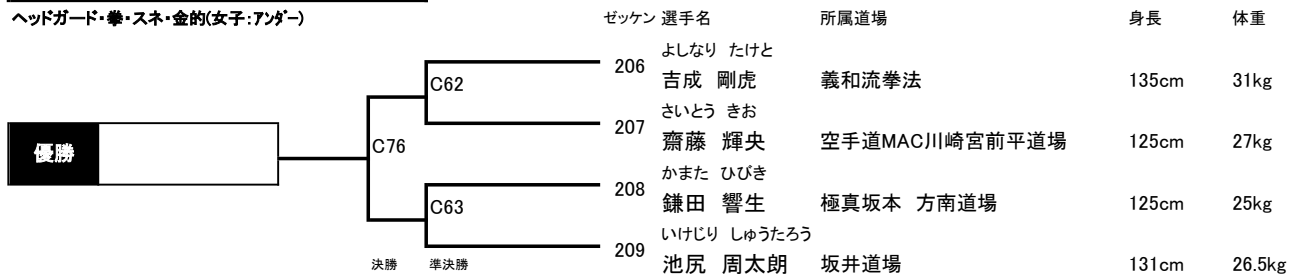 ヘッドガード・拳・スネ・金的(女子:アンダー) ゼッケン 選手名 所属道場 身長 体重
よしなり たけと
206 吉成 剛虎 義和流拳法 135cm 31kg
C62
さいとう きお
207 齋藤 輝央 空手道MAC川崎宮前平道場 125cm 27kg
優勝
C76
かまた ひびき
208 鎌田 響生 極真坂本 方南道場 125cm 25kg
C63
いけじり しゅうたろう
209 池尻 周太朗 坂井道場 131cm 26.5kg
決勝 準決勝